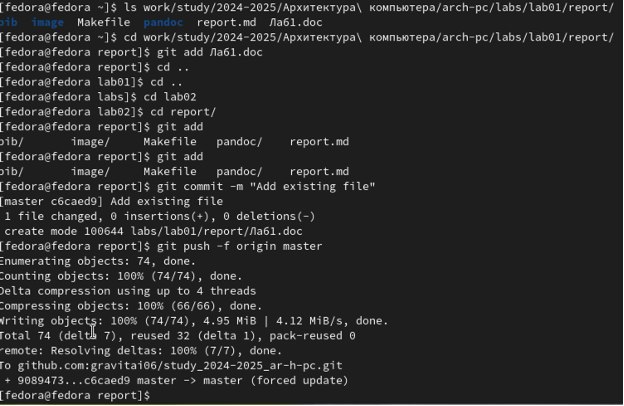 [fedora@fedora ~]$ ls work/study/2024-2025/Архитектура\ компьютера/arch-pc/labs/lab01/report/
bib  image  Makefile  pandoc  report.md  Ла61.doc
[fedora@fedora ~]$ cd work/study/2024-2025/Архитектура\ компьютера/arch-pc/labs/lab01/report/
[fedora@fedora report]$ git add Ла61.doc
[fedora@fedora report]$ cd ..
[fedora@fedora lab01]$ cd ..
[fedora@fedora labs]$ cd lab02
[fedora@fedora lab02]$ cd report/
[fedora@fedora report]$ git add
bib/       image/     Makefile   pandoc/    report.md
[fedora@fedora report]$ git add
bib/       image/     Makefile   pandoc/    report.md
[fedora@fedora report]$ git commit -m "Add existing file"
[master c6caed9] Add existing file
 1 file changed, 0 insertions(+), 0 deletions(-)
 create mode 100644 labs/lab01/report/Ла61.doc
[fedora@fedora report]$ git push -f origin master
Enumerating objects: 74, done.
Counting objects: 100% (74/74), done.
Delta compression using up to 4 threads
Compressing objects: 100% (66/66), done.
Writing objects: 100% (74/74), 4.95 MiB | 4.12 MiB/s, done.
Total 74 (delta 7), reused 32 (delta 1), pack-reused 0
remote: Resolving deltas: 100% (7/7), done.
To github.com:gravitai06/study_2024-2025_ar-h-pc.git
 + 9089473...c6caed9 master -> master (forced update)
[fedora@fedora report]$